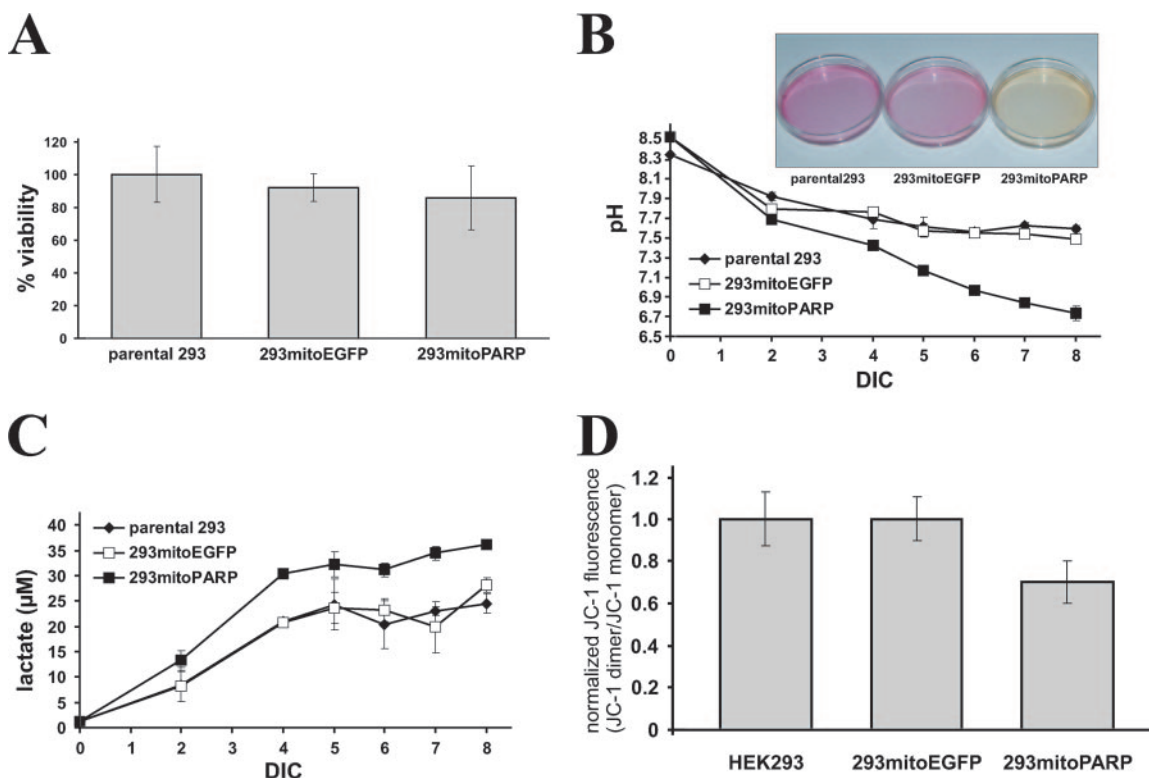 A
% viability
120
100
80
60
40
20
0
parental 293
293mitoEGFP
293mitoPARP
B
parental293
293mitoEGFP
293mitoPARP
pH
8.5
8.3
8.1
7.9
7.7
7.5
7.3
7.1
6.9
6.7
6.5
parental 293
293mitoEGFP
293mitoPARP
0
1
2
3
4
5
6
7
8
DIC
C
lactate (µM)
40
35
30
25
20
15
10
5
0
parental 293
293mitoEGFP
293mitoPARP
0
1
2
3
4
5
6
7
8
DIC
D
normalized JC-1 fluorescence
(JC-1 dimer/JC-1 monomer)
1.2
1.0
0.8
0.6
0.4
0.2
0
HEK293
293mitoEGFP
293mitoPARP